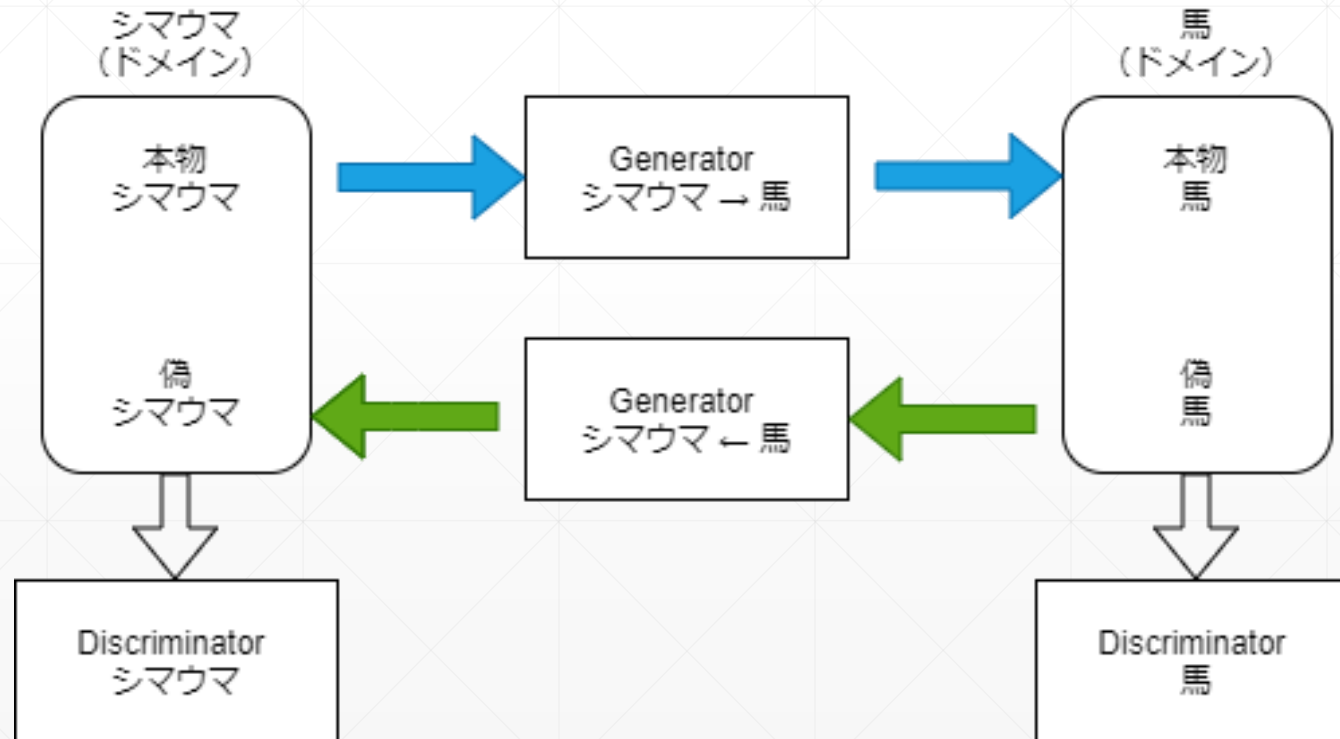 シマウマ
（ドメイン）
本物
シマウマ
偽
シマウマ
Generator
シマウマ → 馬
Generator
シマウマ ← 馬
馬
（ドメイン）
本物
馬
偽
馬
Discriminator
シマウマ
Discriminator
馬